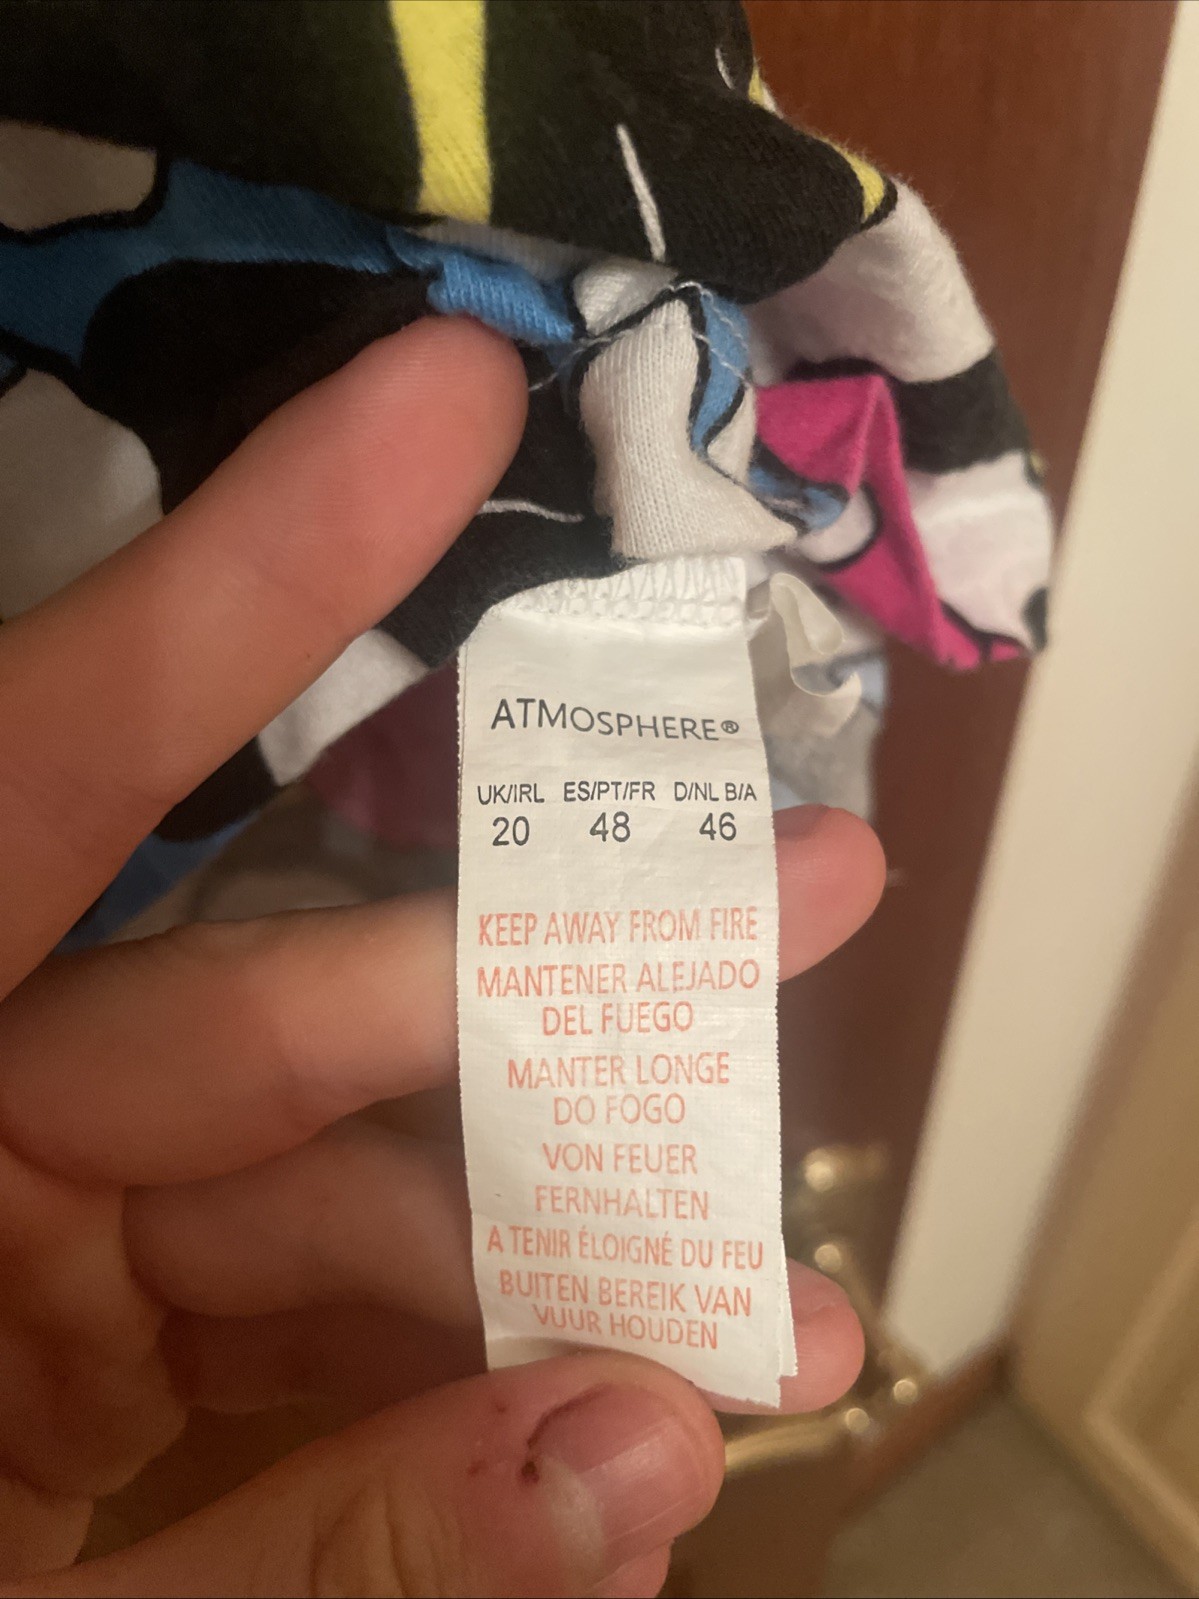 ATMOSPHERE®
UK/IRL ES/PT/FR D/NL B/A
20 48 46
KEEP AWAY FROM FIRE
MANTENER ALEJADO
DEL FUEGO
MANTER LONGE
DO FOGO
VON FEUER
FERNHALTEN
A TENIR ÉLOIGNÉ DU FEU
BUITEN BEREIK VAN
VUUR HOUDEN